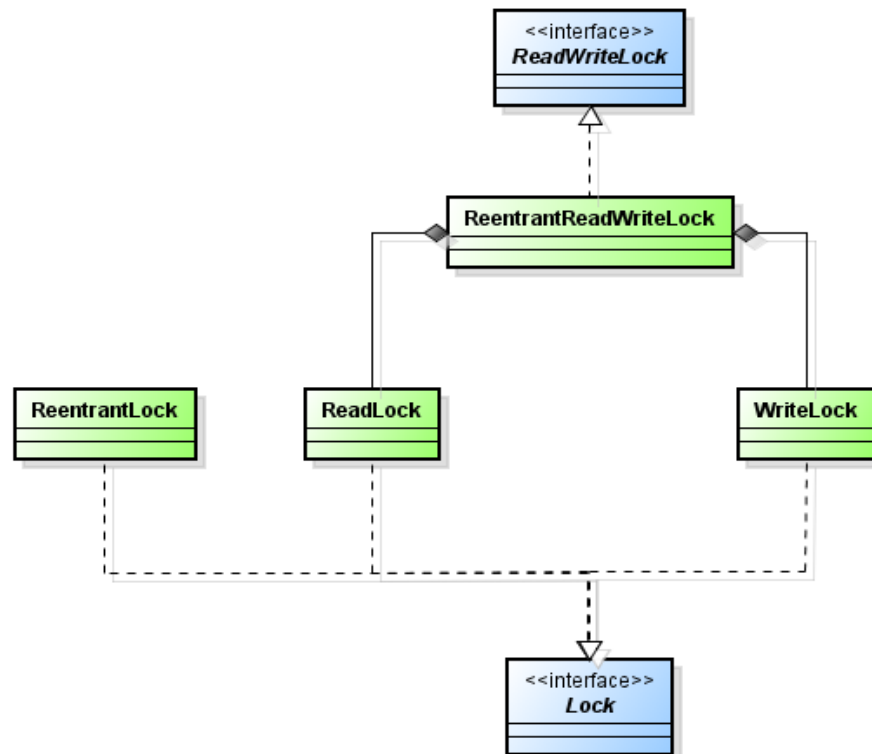 <<interface>>
ReadWriteLock
ReentrantReadWriteLock
ReentrantLock
ReadLock
WriteLock
<<interface>>
Lock